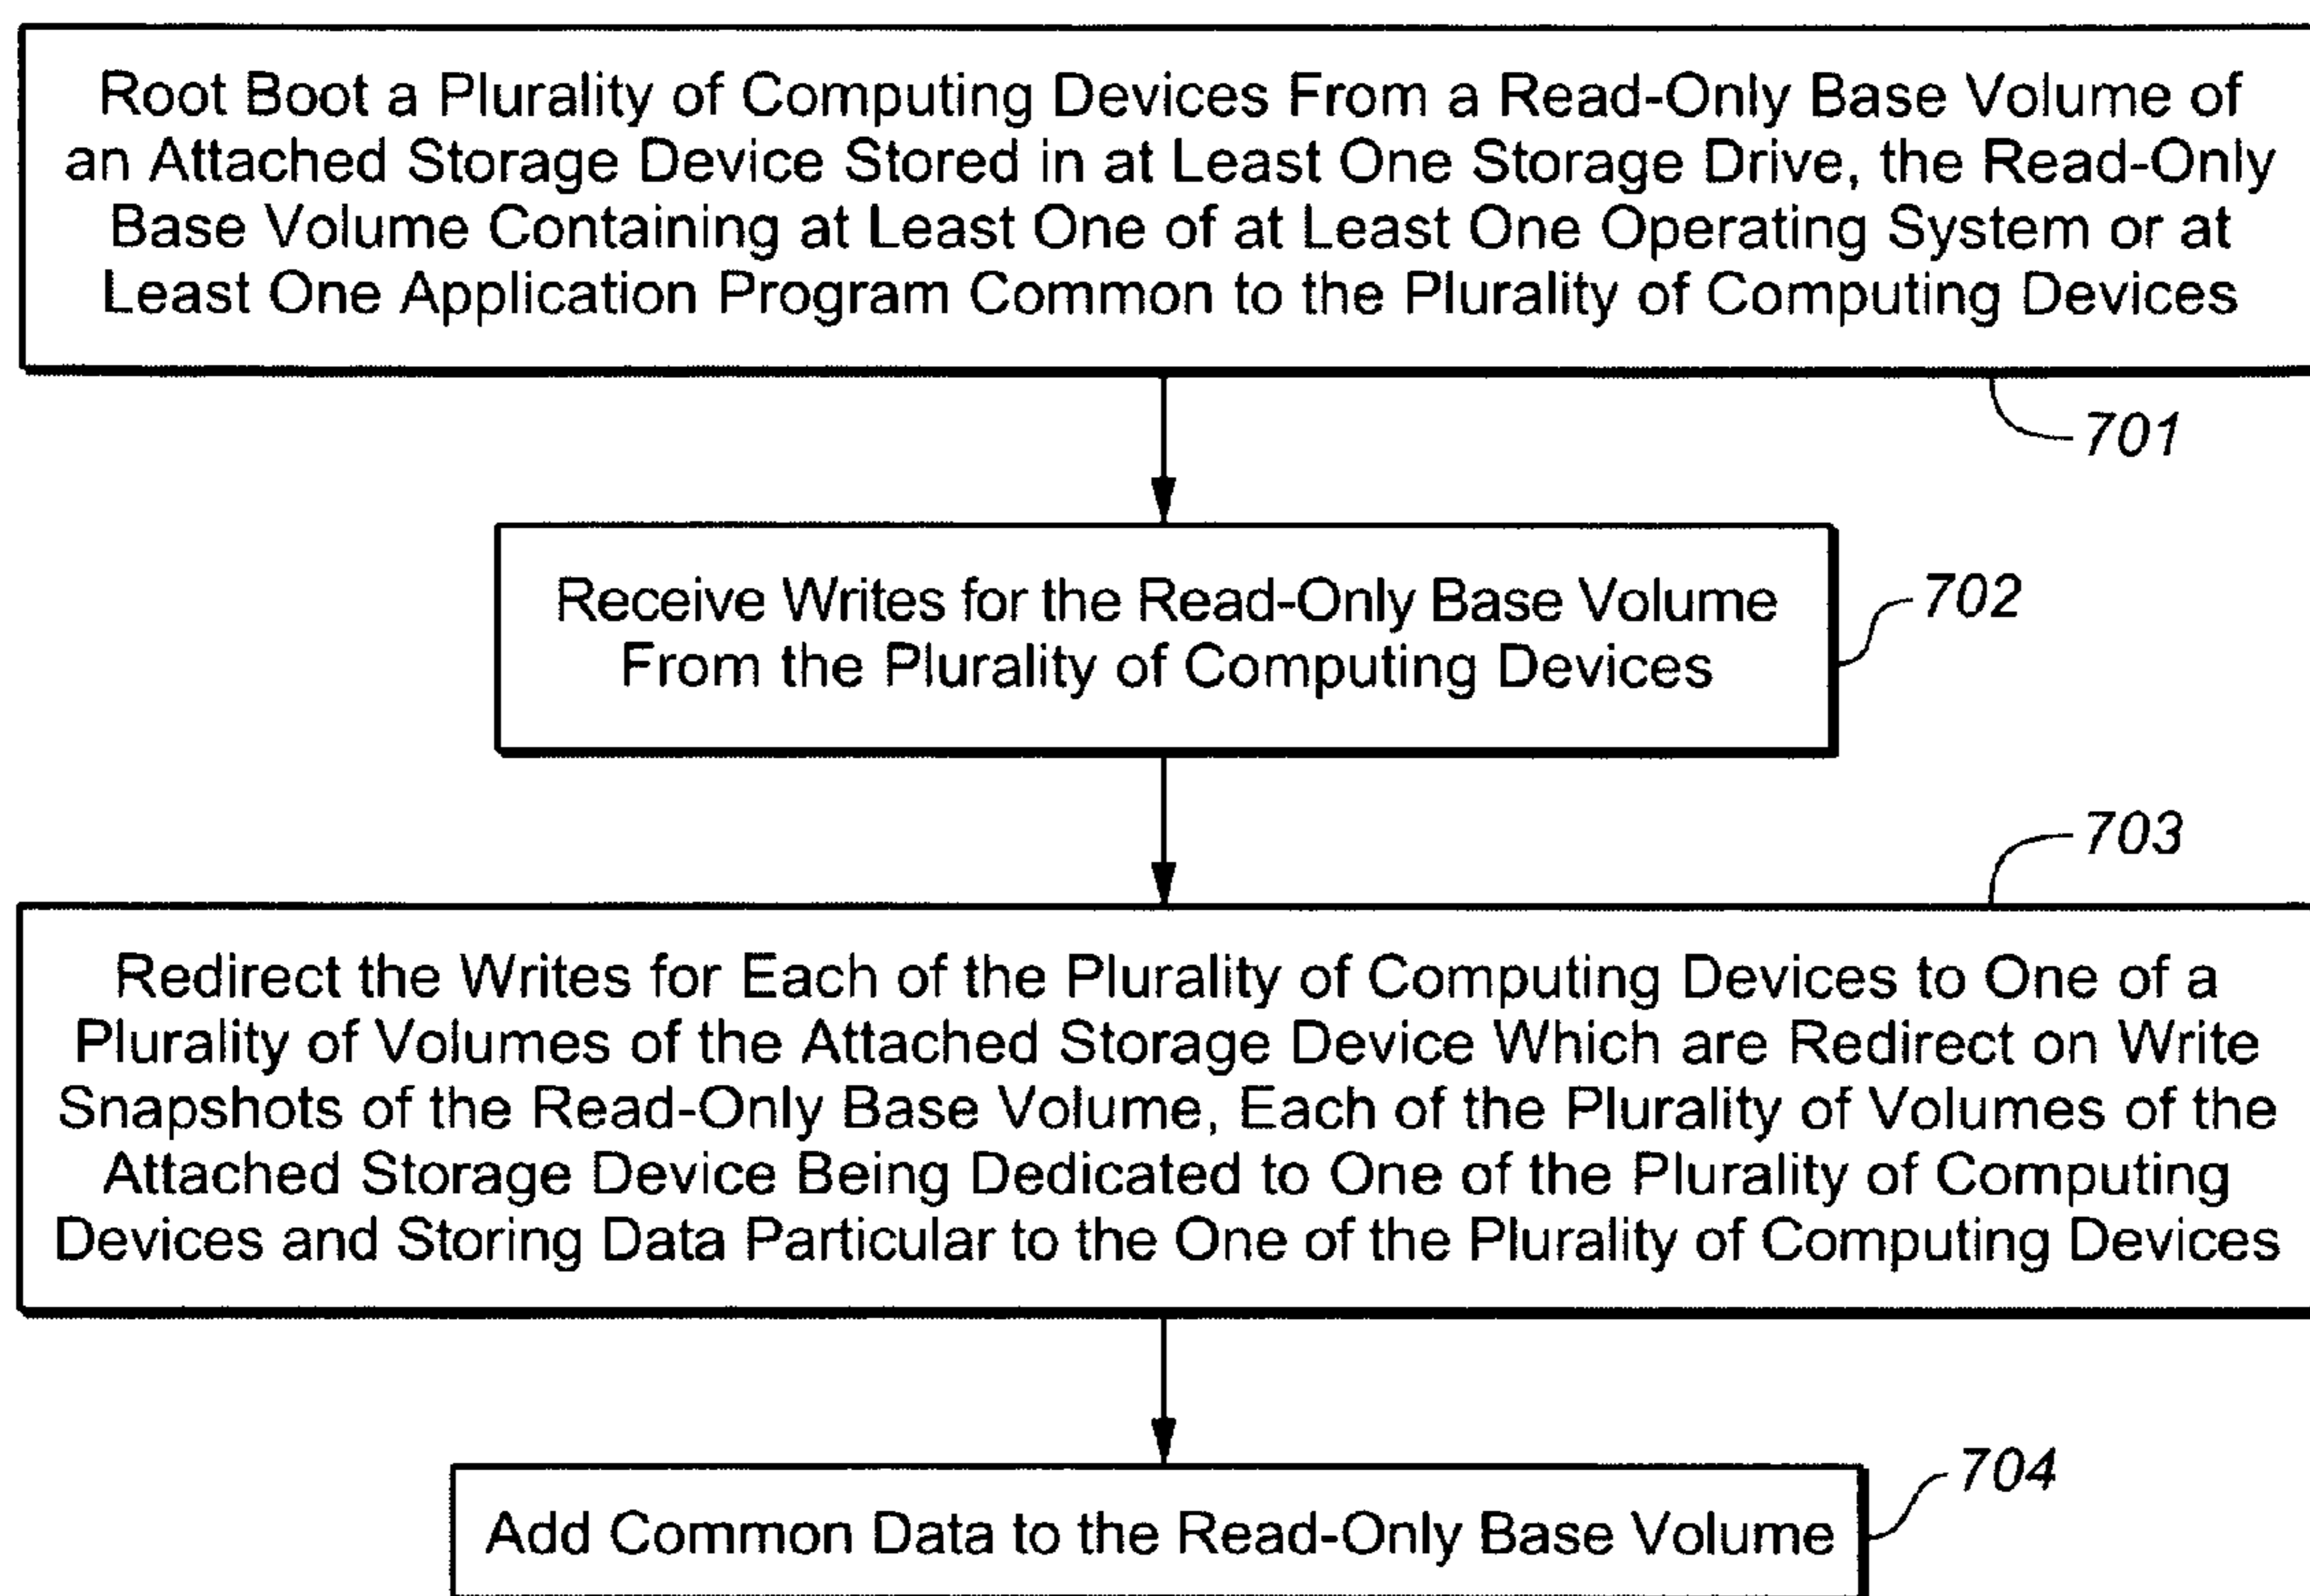 Root Boot a Plurality of Computing Devices From a Read-Only Base Volume of
an Attached Storage Device Stored in at Least One Storage Drive, the Read-Only
Base Volume Containing at Least One of at Least One Operating System or at
Least One Application Program Common to the Plurality of Computing Devices
701
Receive Writes for the Read-Only Base Volume
From the Plurality of Computing Devices
702
703
Redirect the Writes for Each of the Plurality of Computing Devices to One of a
Plurality of Volumes of the Attached Storage Device Which are Redirect on Write
Snapshots of the Read-Only Base Volume, Each of the Plurality of Volumes of the
Attached Storage Device Being Dedicated to One of the Plurality of Computing
Devices and Storing Data Particular to the One of the Plurality of Computing Devices
704
Add Common Data to the Read-Only Base Volume